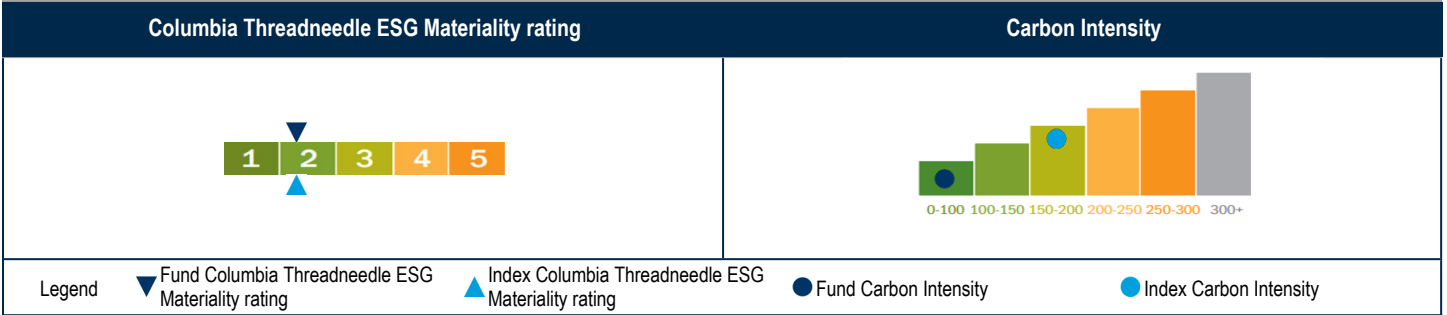 Columbia Threadneedle ESG Materiality rating
Carbon Intensity
1 2 3 4 5
0-100 100-150 150-200 200-250 250-300 300+
Legend
Fund Columbia Threadneedle ESG
Materiality rating
Index Columbia Threadneedle ESG
Materiality rating
Fund Carbon Intensity
Index Carbon Intensity